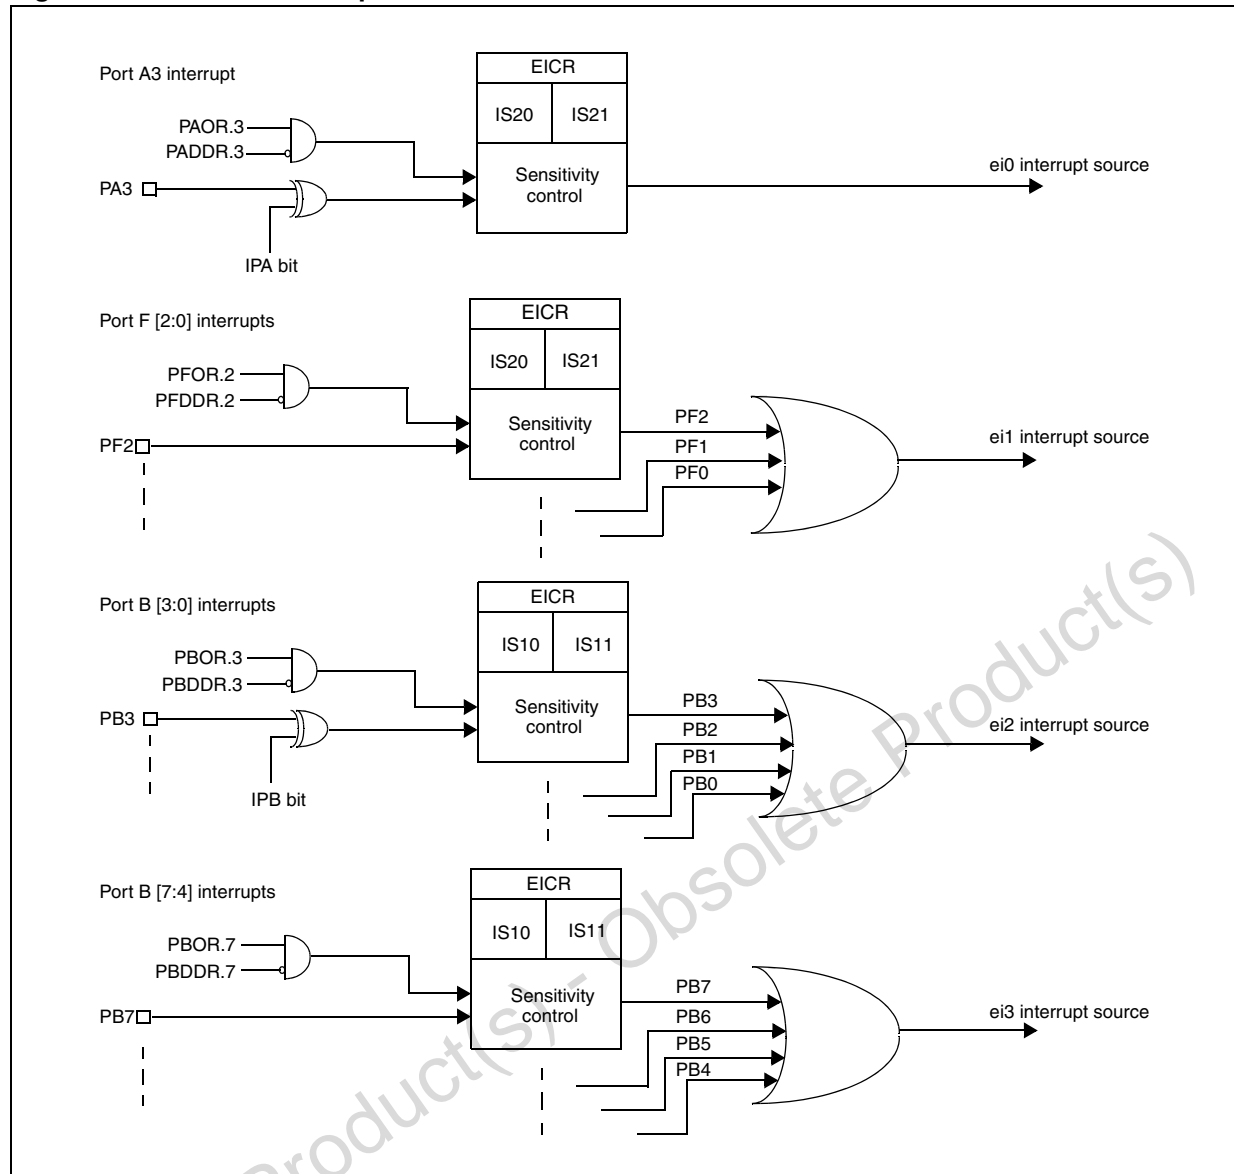 Port A3 interrupt
EICR
IS20 IS21
PAOR.3
PADDR.3
PA3
Sensitivity
control
ei0 interrupt source
IPA bit
Port F [2:0] interrupts
EICR
IS20 IS21
PFOR.2
PFDDR.2
PF2
Sensitivity
control
PF2
PF1
PF0
ei1 interrupt source
Port B [3:0] interrupts
EICR
IS10 IS11
PBOR.3
PBDDR.3
PB3
Sensitivity
control
PB3
PB2
PB1
PB0
ei2 interrupt source
IPB bit
Port B [7:4] interrupts
EICR
IS10 IS11
PBOR.7
PBDDR.7
PB7
Sensitivity
control
PB7
PB6
PB5
PB4
ei3 interrupt source
Product(s) - Obsolete Product(s)